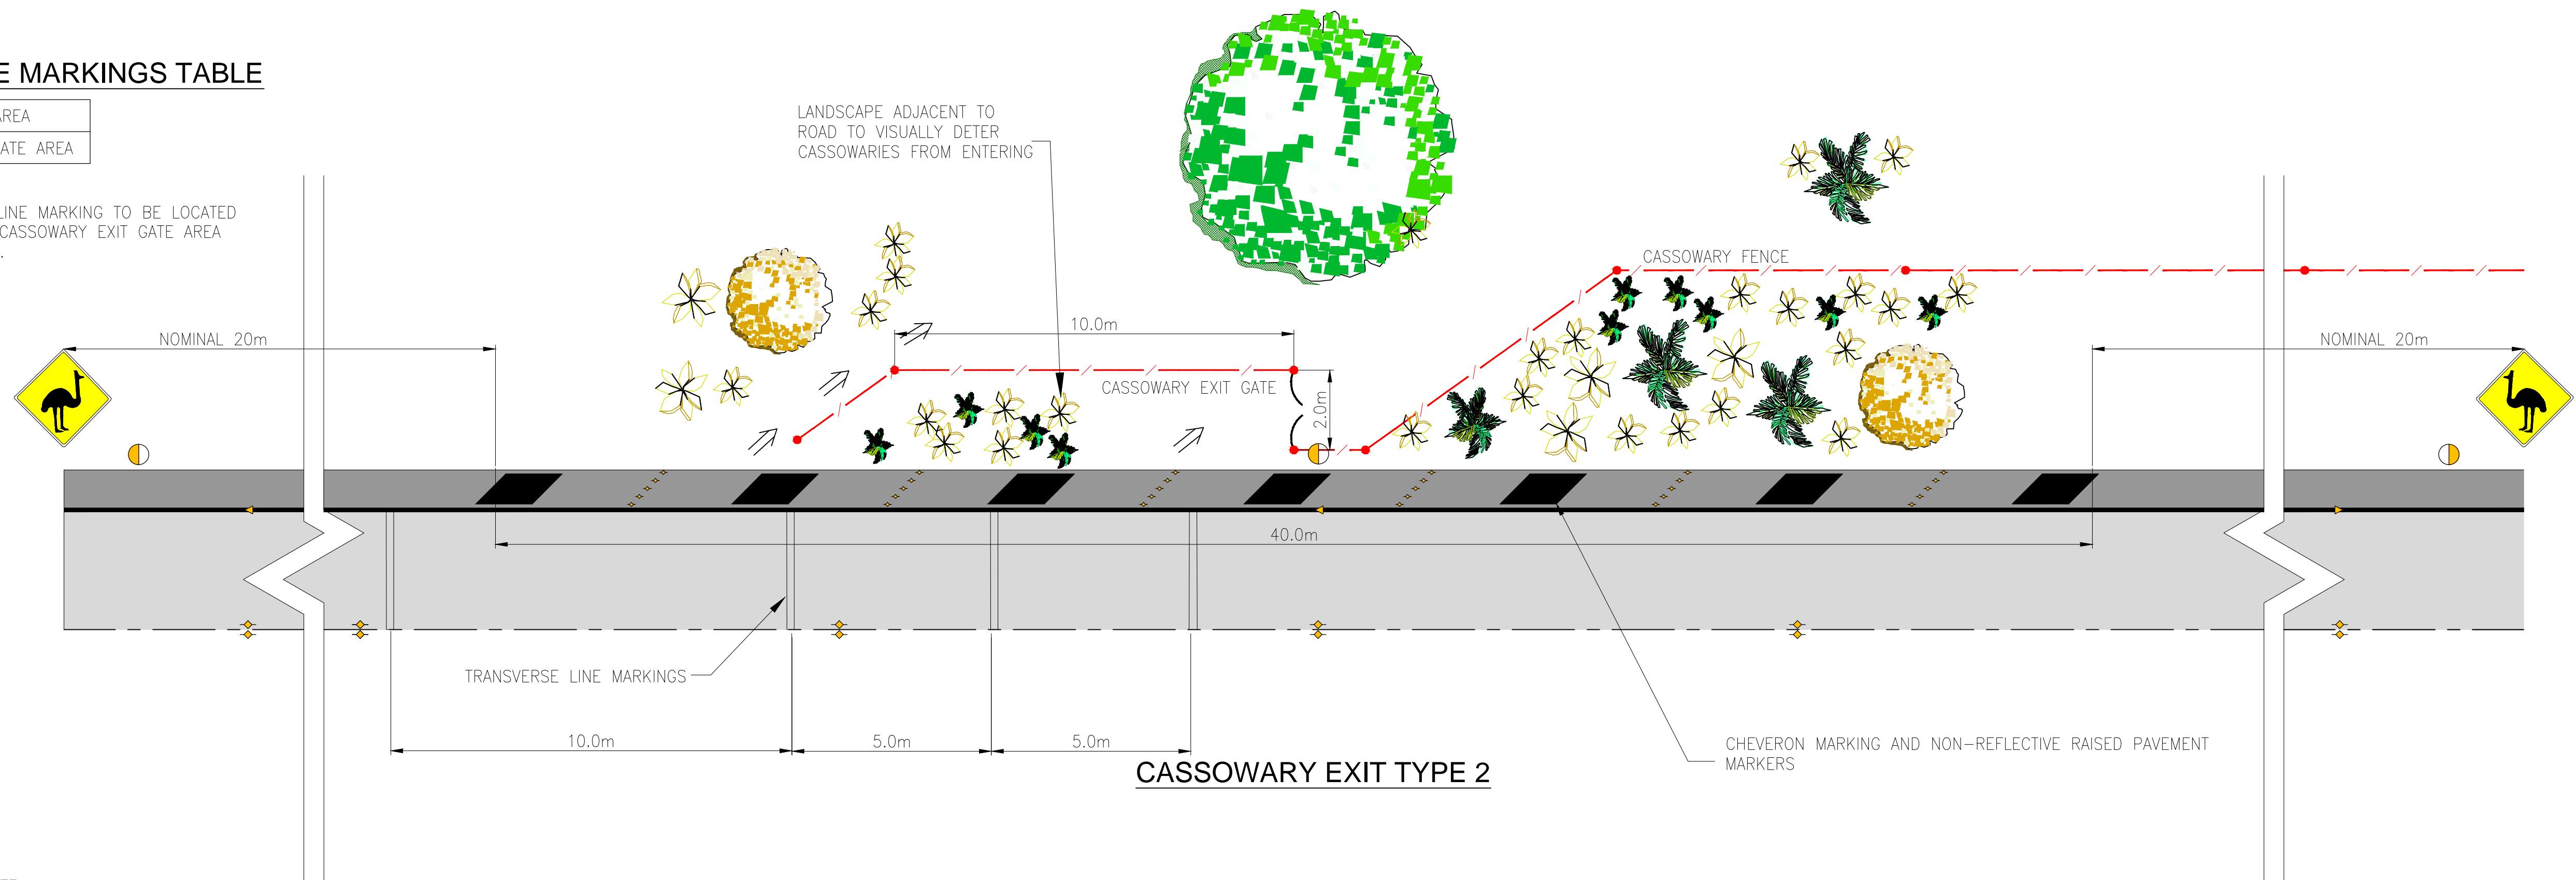 MARKINGS TABLE
AREA
GATE AREA
LINE MARKING TO BE LOCATED
CASSOWARY EXIT GATE AREA
.
LANDSCAPE ADJACENT TO
ROAD TO VISUALLY DETER
CASSOWARIES FROM ENTERING
CASSOWARY FENCE
NOMINAL 20m
10.0m
NOMINAL 20m
CASSOWARY EXIT GATE
2.0m
40.0m
TRANSVERSE LINE MARKINGS
10.0m
5.0m
5.0m
CHEVERON MARKING AND NON-REFLECTIVE RAISED PAVEMENT
MARKERS
CASSOWARY EXIT TYPE 2